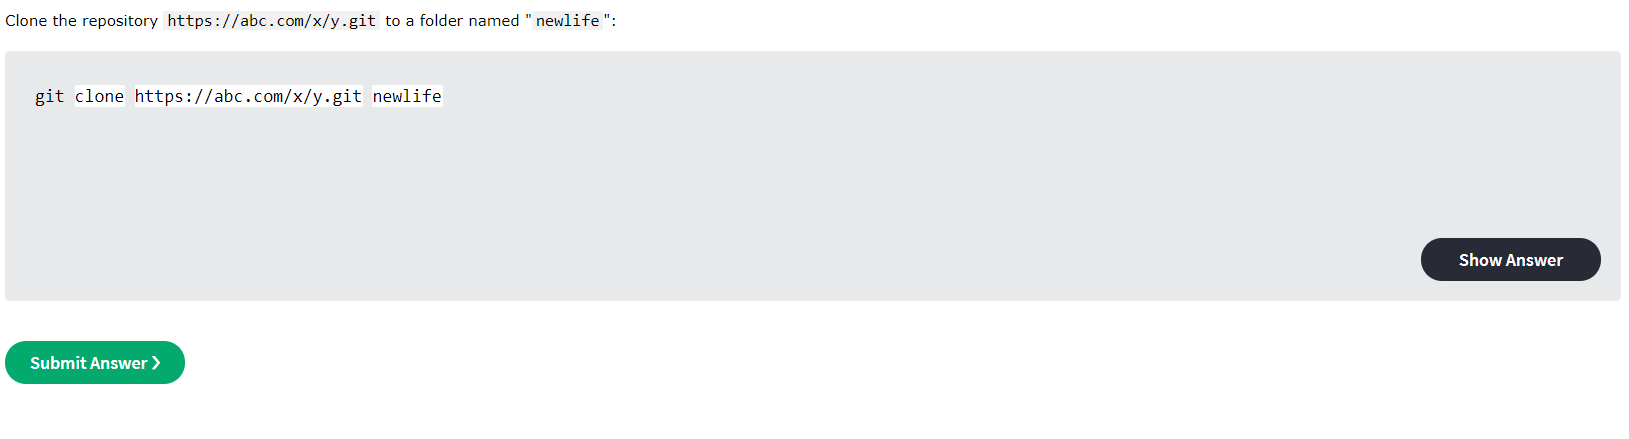 Clone the repository https://abc.com/x/y.git to a folder named "newlife":
git clone https://abc.com/x/y.git newlife
Show Answer
Submit Answer ❯